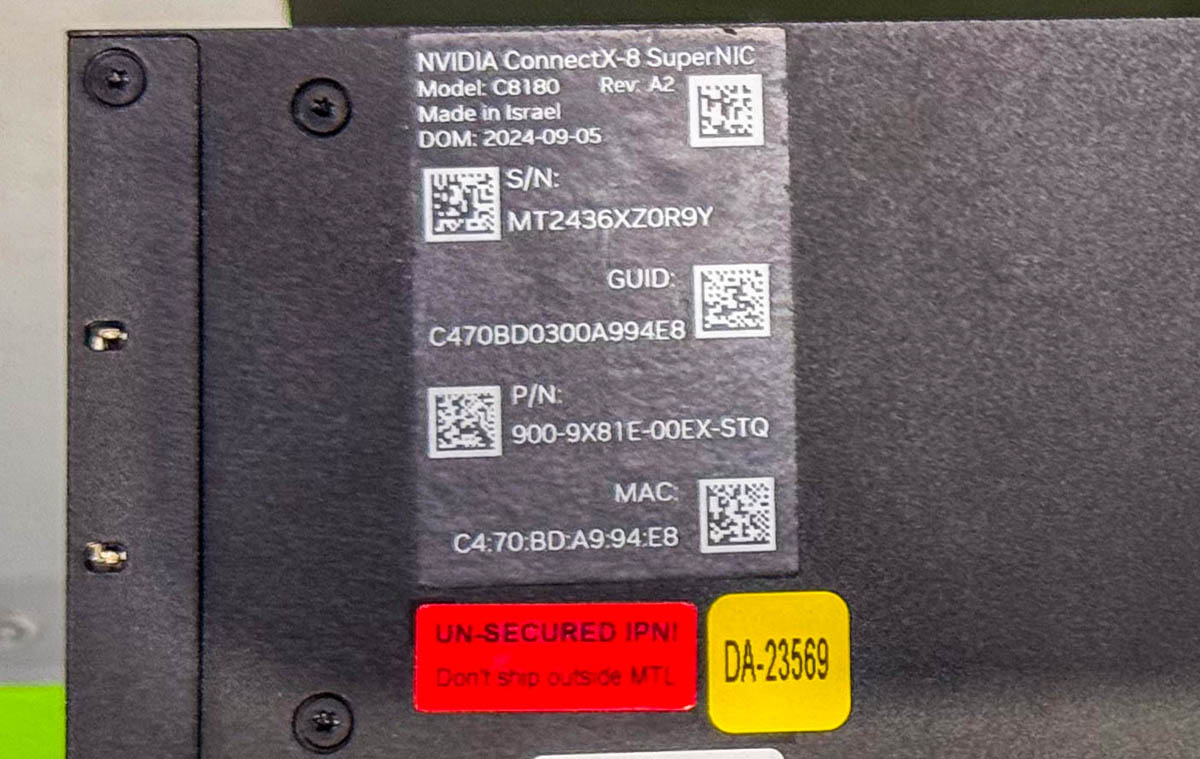 NVIDIA ConnectX-8 SuperNIC
Model: C8180 Rev: A2
Made in Israel
DOM: 2024-09-05
S/N:
MT2436XZ0R9Y
GUID:
C470BD0300A994E8
P/N:
900-9X81E-00EX-STQ
MAC:
C4:70:BD:A9:94:E8
UN-SECURED IPN!
Don't ship outside MTL
DA-23569